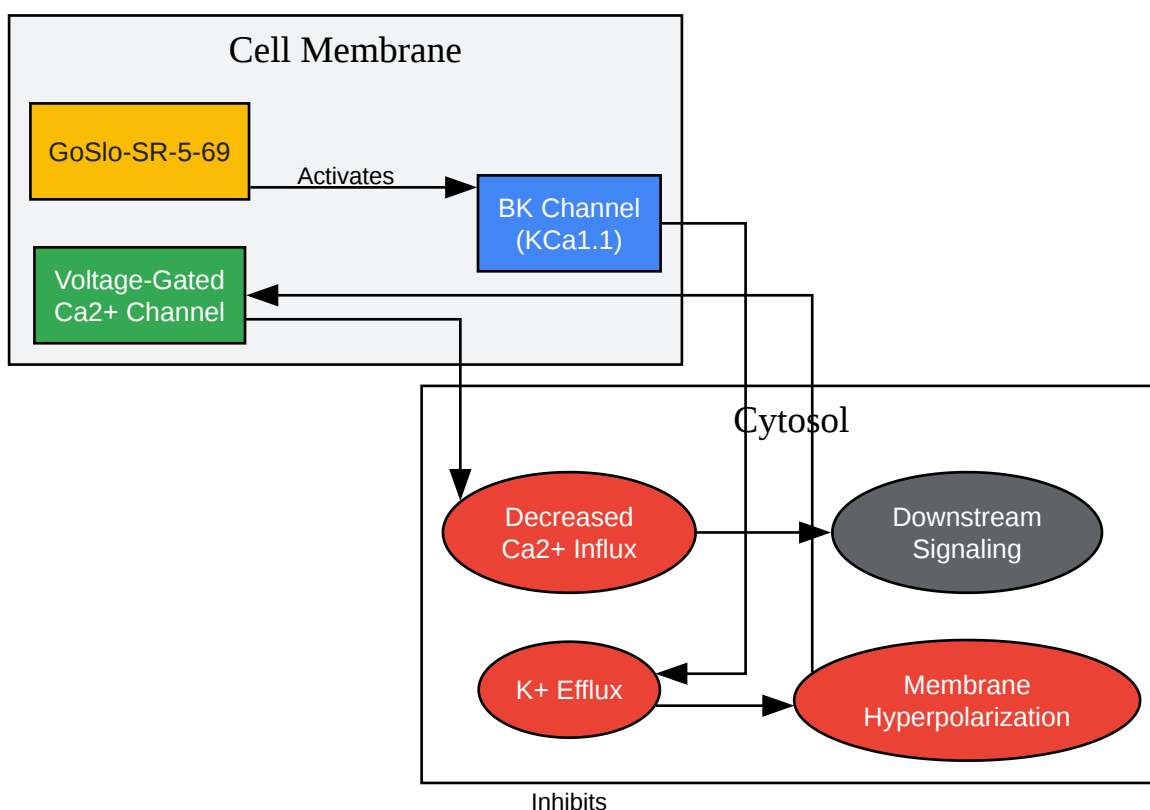 Cell Membrane
GoSlo-SR-5-69
Activates
BK Channel
(KCa1.1)
Voltage-Gated
Ca2+ Channel
Cytosol
Decreased
Ca2+ Influx
Downstream
Signaling
K+ Efflux
Membrane
Hyperpolarization
Inhibits